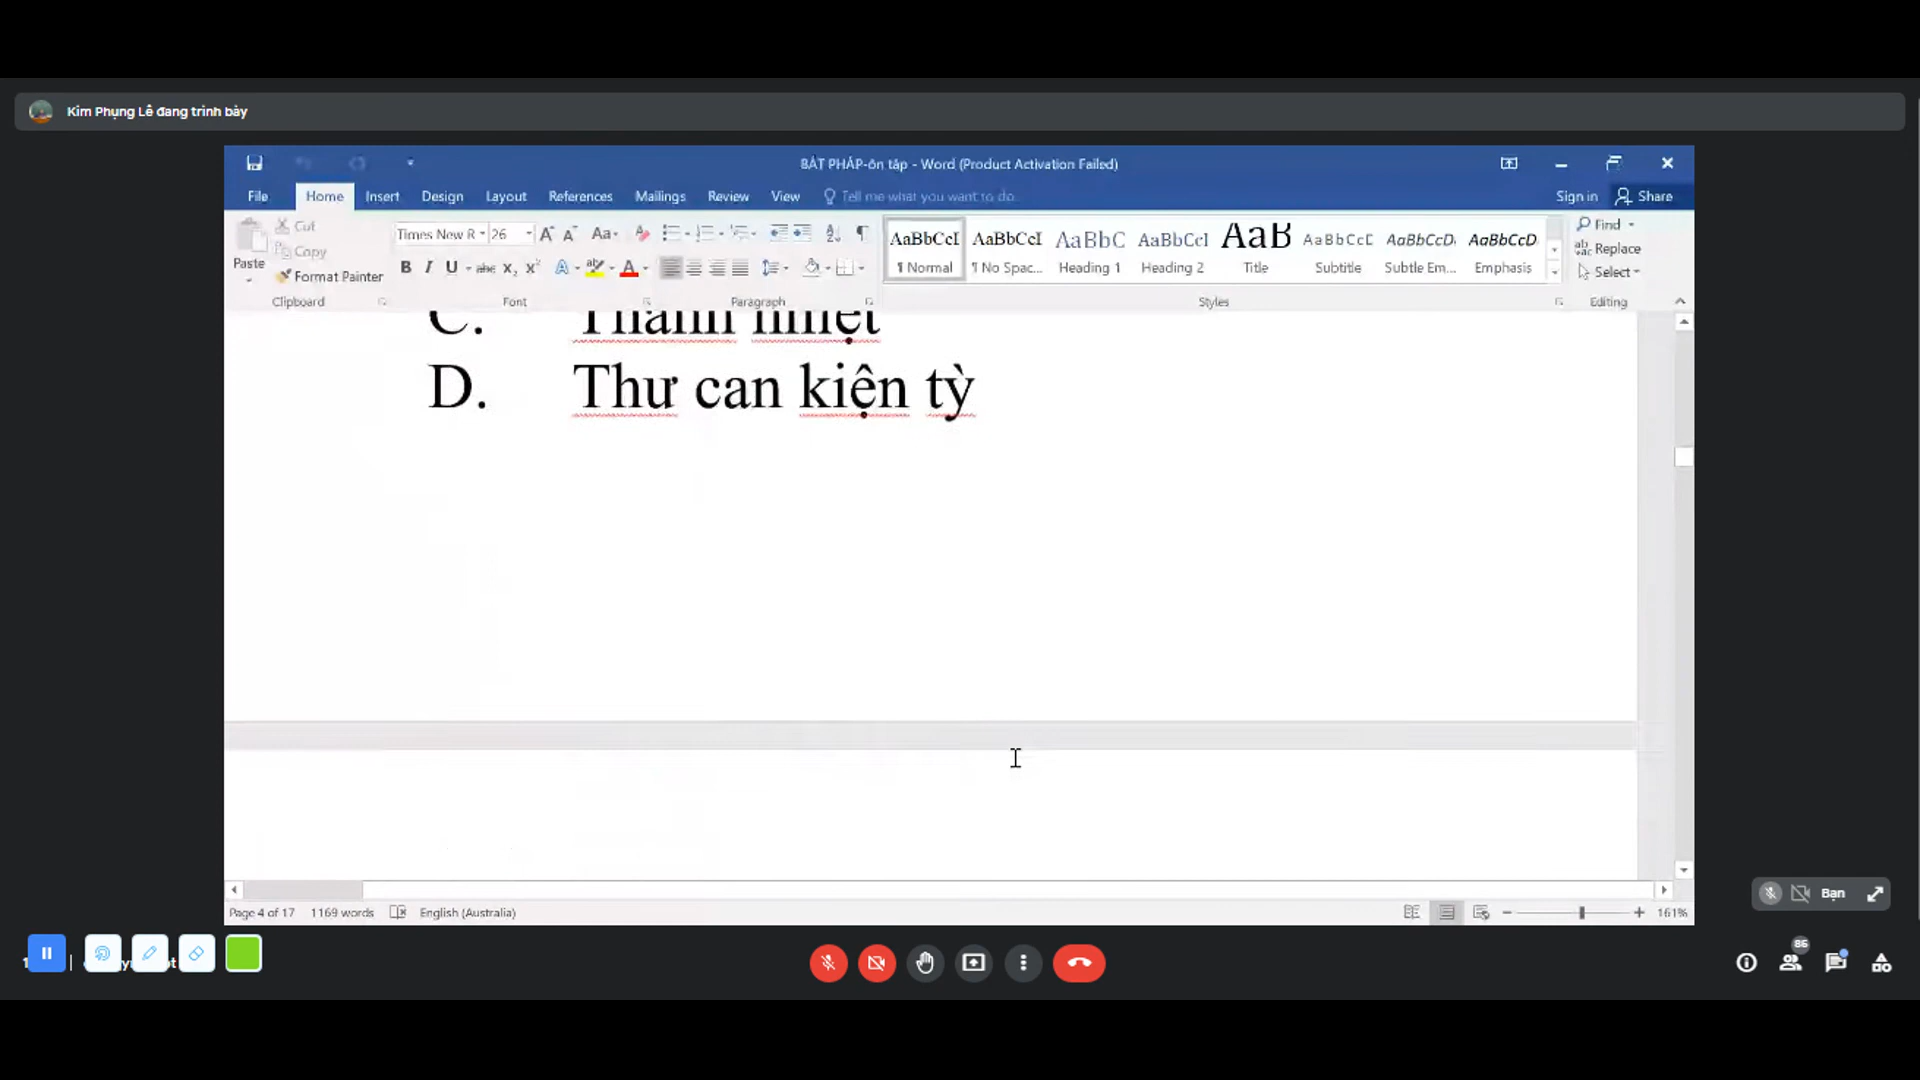 Kim Phụng Lê đang trình bày
BÁT PHÁP-ôn tập - Word (Product Activation Failed)
File Home Insert Design Layout References Mailings Review View Tell me what you want to do Sign in Share
Paste
Cut
Copy
Format Painter
Clipboard
Times New R 26
Font
Paragraph
AaBbCcI AaBbCcI AaBbC AaBbCcI AaB AaBbCcD AaBbCcD AaBbCcD
¶ Normal ¶ No Spac... Heading 1 Heading 2 Title Subtitle Subtle Em... Emphasis
Styles
Find
Replace
Select
Editing
C. Thanh nhiệt
D. Thư can kiện tỳ
Page 4 of 17 1169 words English (Australia) 161%
Bạn
86